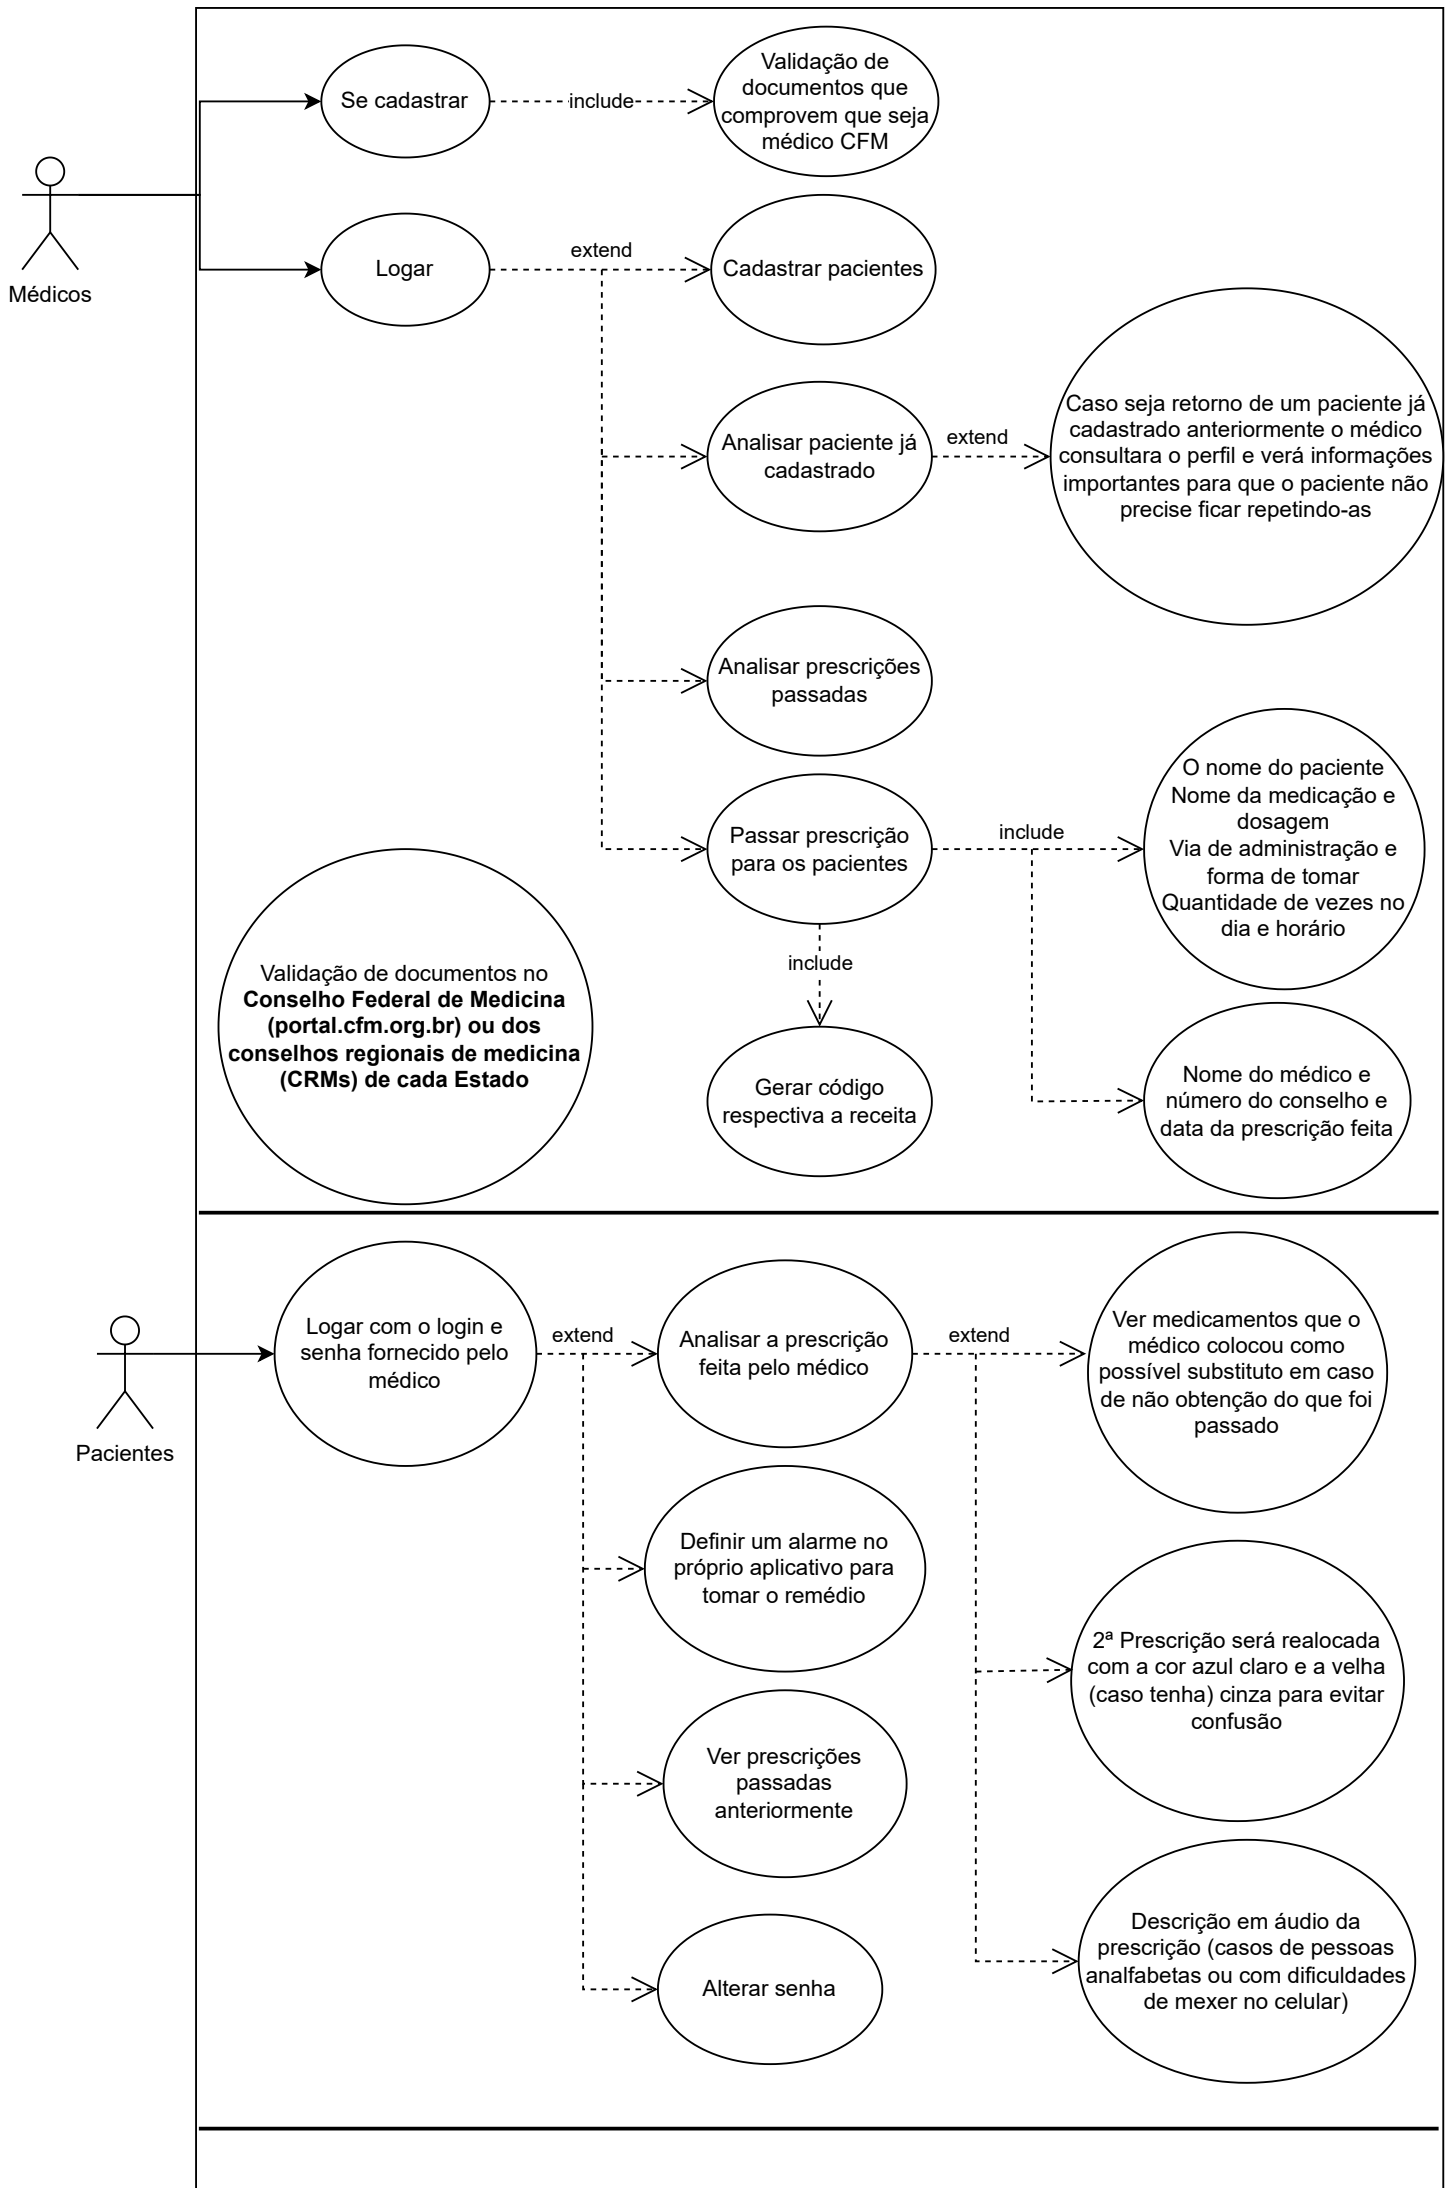 Se cadastrar
include
Validação de
documentos que
comprovem que seja
médico CFM
Médicos
Logar
extend
Cadastrar pacientes
Analisar paciente já
cadastrado
extend
Caso seja retorno de um paciente já
cadastrado anteriormente o médico
consultara o perfil e verá informações
importantes para que o paciente não
precise ficar repetindo-as
Analisar prescrições
passadas
Passar prescrição
para os pacientes
include
O nome do paciente
Nome da medicação e
dosagem
Via de administração e
forma de tomar
Quantidade de vezes no
dia e horário
include
Validação de documentos no
Conselho Federal de Medicina
(portal.cfm.org.br) ou dos
conselhos regionais de medicina
(CRMs) de cada Estado
Gerar código
respectiva a receita
Nome do médico e
número do conselho e
data da prescrição feita
Pacientes
Logar com o login e
senha fornecido pelo
médico
extend
Analisar a prescrição
feita pelo médico
extend
Ver medicamentos que o
médico colocou como
possível substituto em caso
de não obtenção do que foi
passado
Definir um alarme no
próprio aplicativo para
tomar o remédio
2ª Prescrição será realocada
com a cor azul claro e a velha
(caso tenha) cinza para evitar
confusão
Ver prescrições
passadas
anteriormente
Descrição em áudio da
prescrição (casos de pessoas
analfabetas ou com dificuldades
de mexer no celular)
Alterar senha